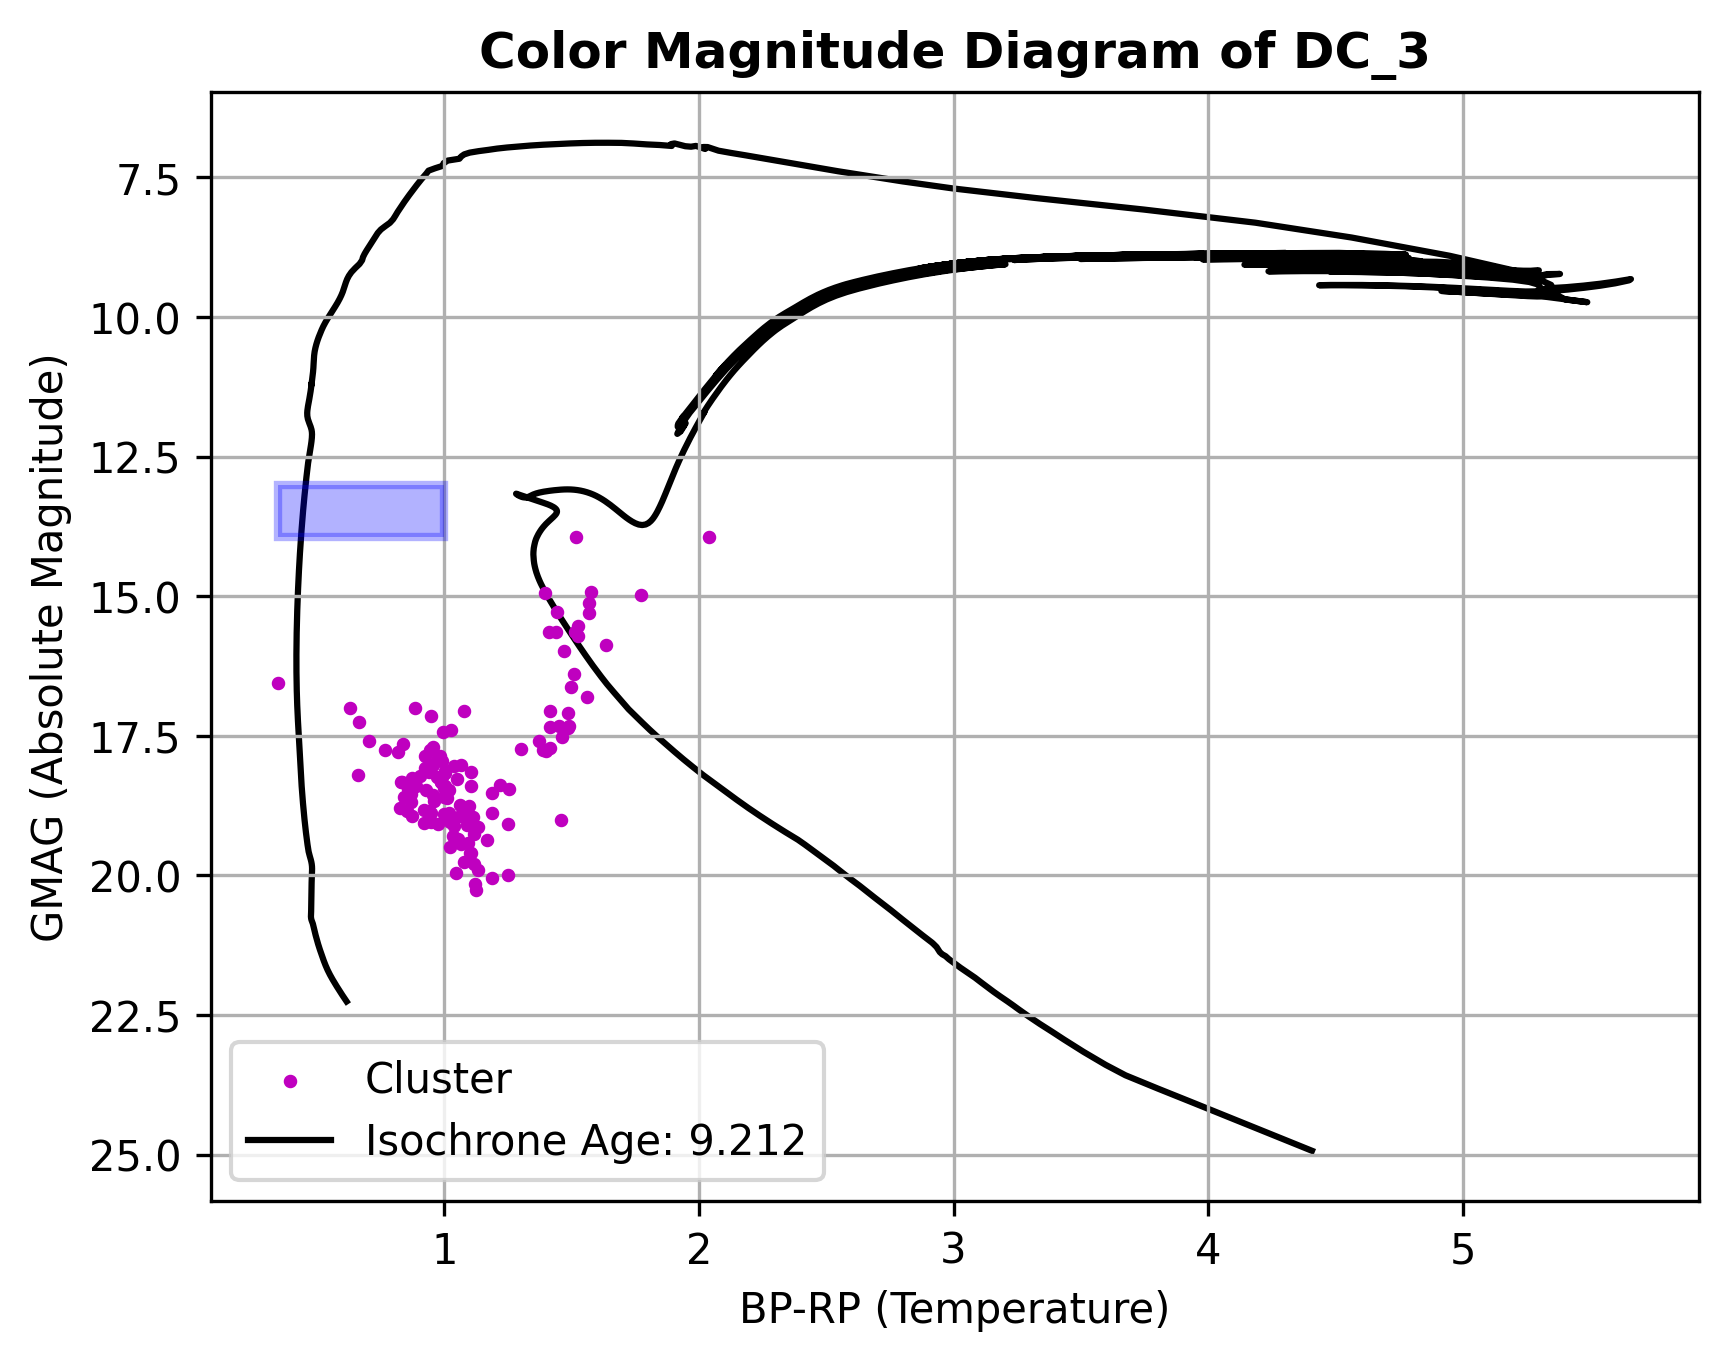 Color Magnitude Diagram of DC_3
GMAG (Absolute Magnitude)
7.5
10.0
12.5
15.0
17.5
20.0
22.5
25.0
Cluster
Isochrone Age: 9.212
1 2 3 4 5
BP-RP (Temperature)